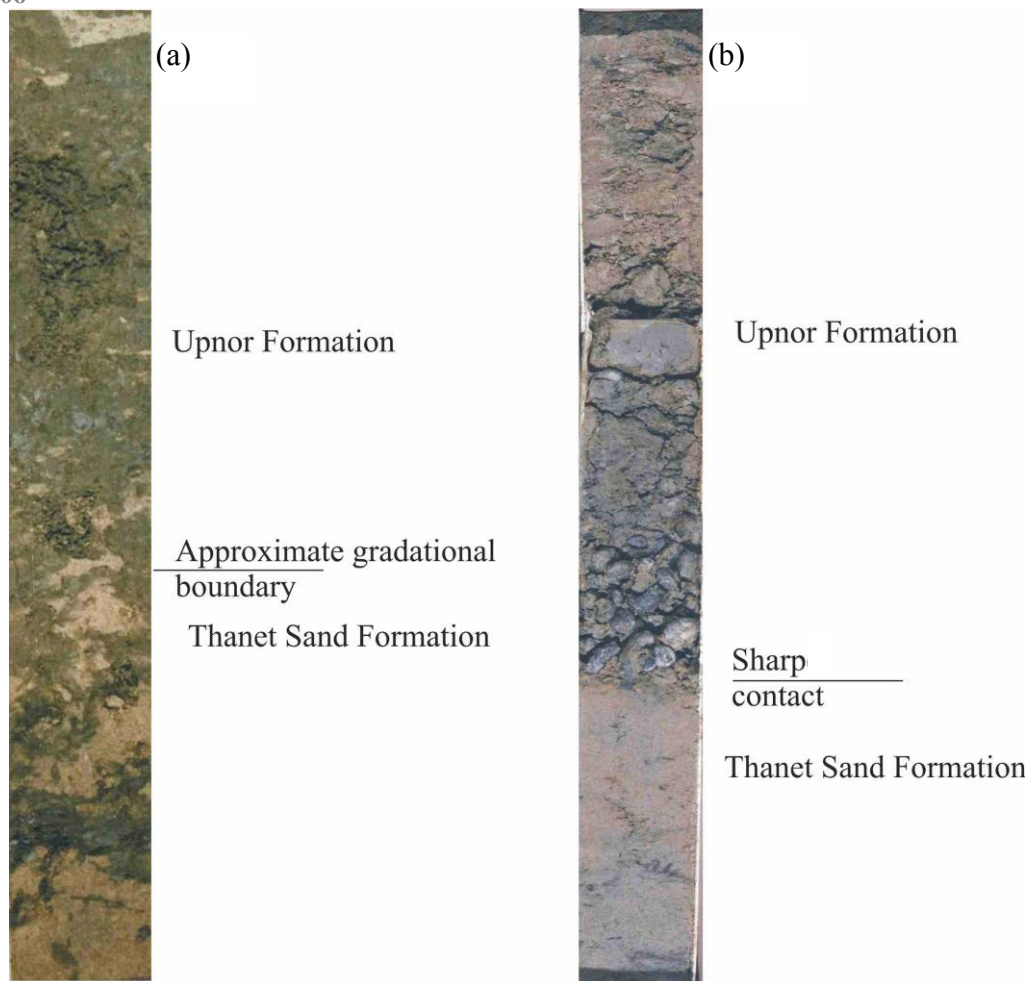 (a)
(b)
Upnor Formation
Upnor Formation
Approximate gradational
boundary
Thanet Sand Formation
Sharp
contact
Thanet Sand Formation